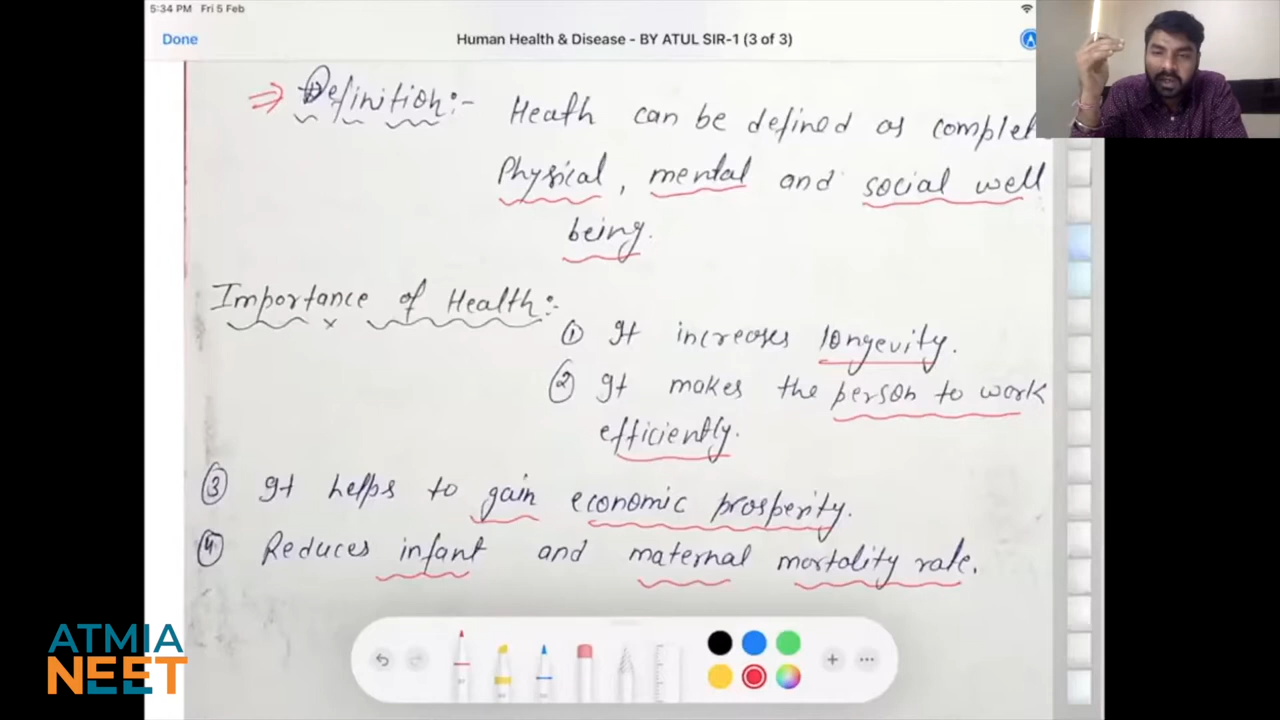 5:34 PM Fri 5 Feb
Done
Human Health & Disease - BY ATUL SIR-1 (3 of 3)
⇒ Definition:- Heath can be defined as complet
Physical, mental and social well
being.
Importance of Health:-
① It increases longevity.
② It makes the person to work
efficiently.
③ It helps to gain economic prosperity.
④ Reduces infant and maternal mortality rate.
ATMIA
NEET